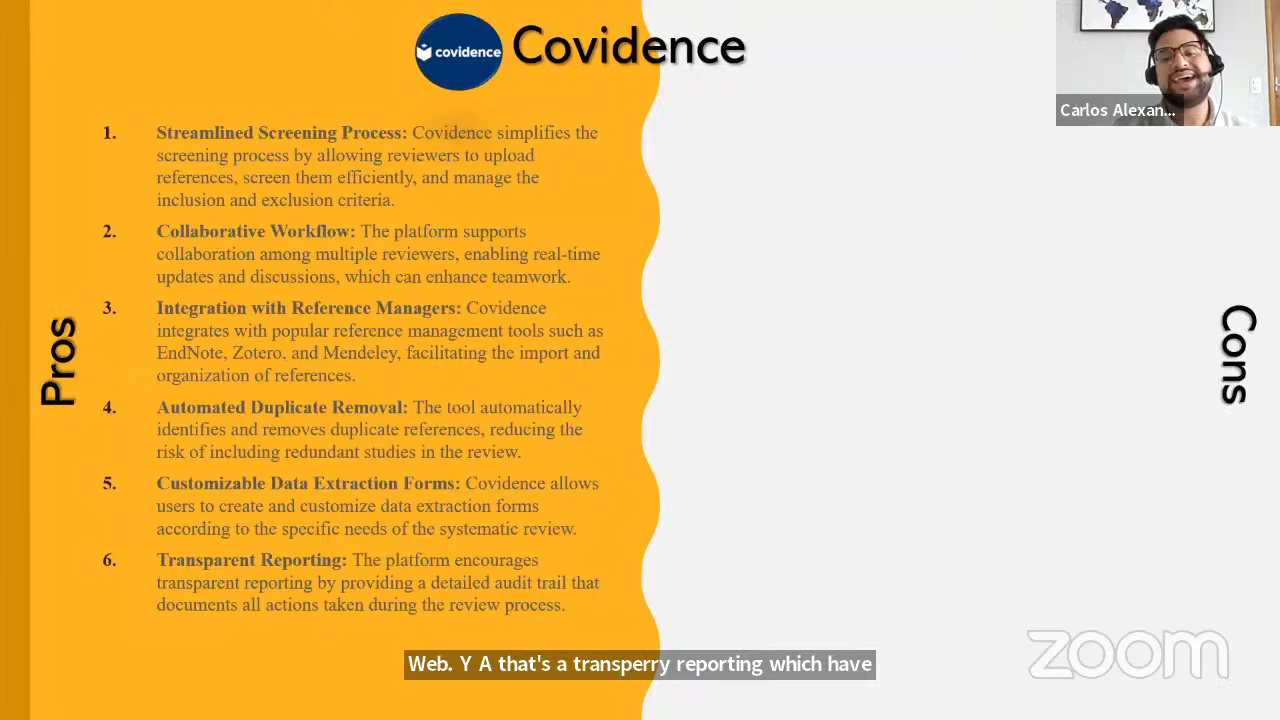 covidence
Covidence
Carlos Alexan...
1. Streamlined Screening Process: Covidence simplifies the
screening process by allowing reviewers to upload
references, screen them efficiently, and manage the
inclusion and exclusion criteria.
2. Collaborative Workflow: The platform supports
collaboration among multiple reviewers, enabling real-time
updates and discussions, which can enhance teamwork.
3. Integration with Reference Managers: Covidence
integrates with popular reference management tools such as
EndNote, Zotero, and Mendeley, facilitating the import and
organization of references.
4. Automated Duplicate Removal: The tool automatically
identifies and removes duplicate references, reducing the
risk of including redundant studies in the review.
5. Customizable Data Extraction Forms: Covidence allows
users to create and customize data extraction forms
according to the specific needs of the systematic review.
6. Transparent Reporting: The platform encourages
transparent reporting by providing a detailed audit trail that
documents all actions taken during the review process.
Pros
Cons
Web. Y A that's a transperry reporting which have
zoom